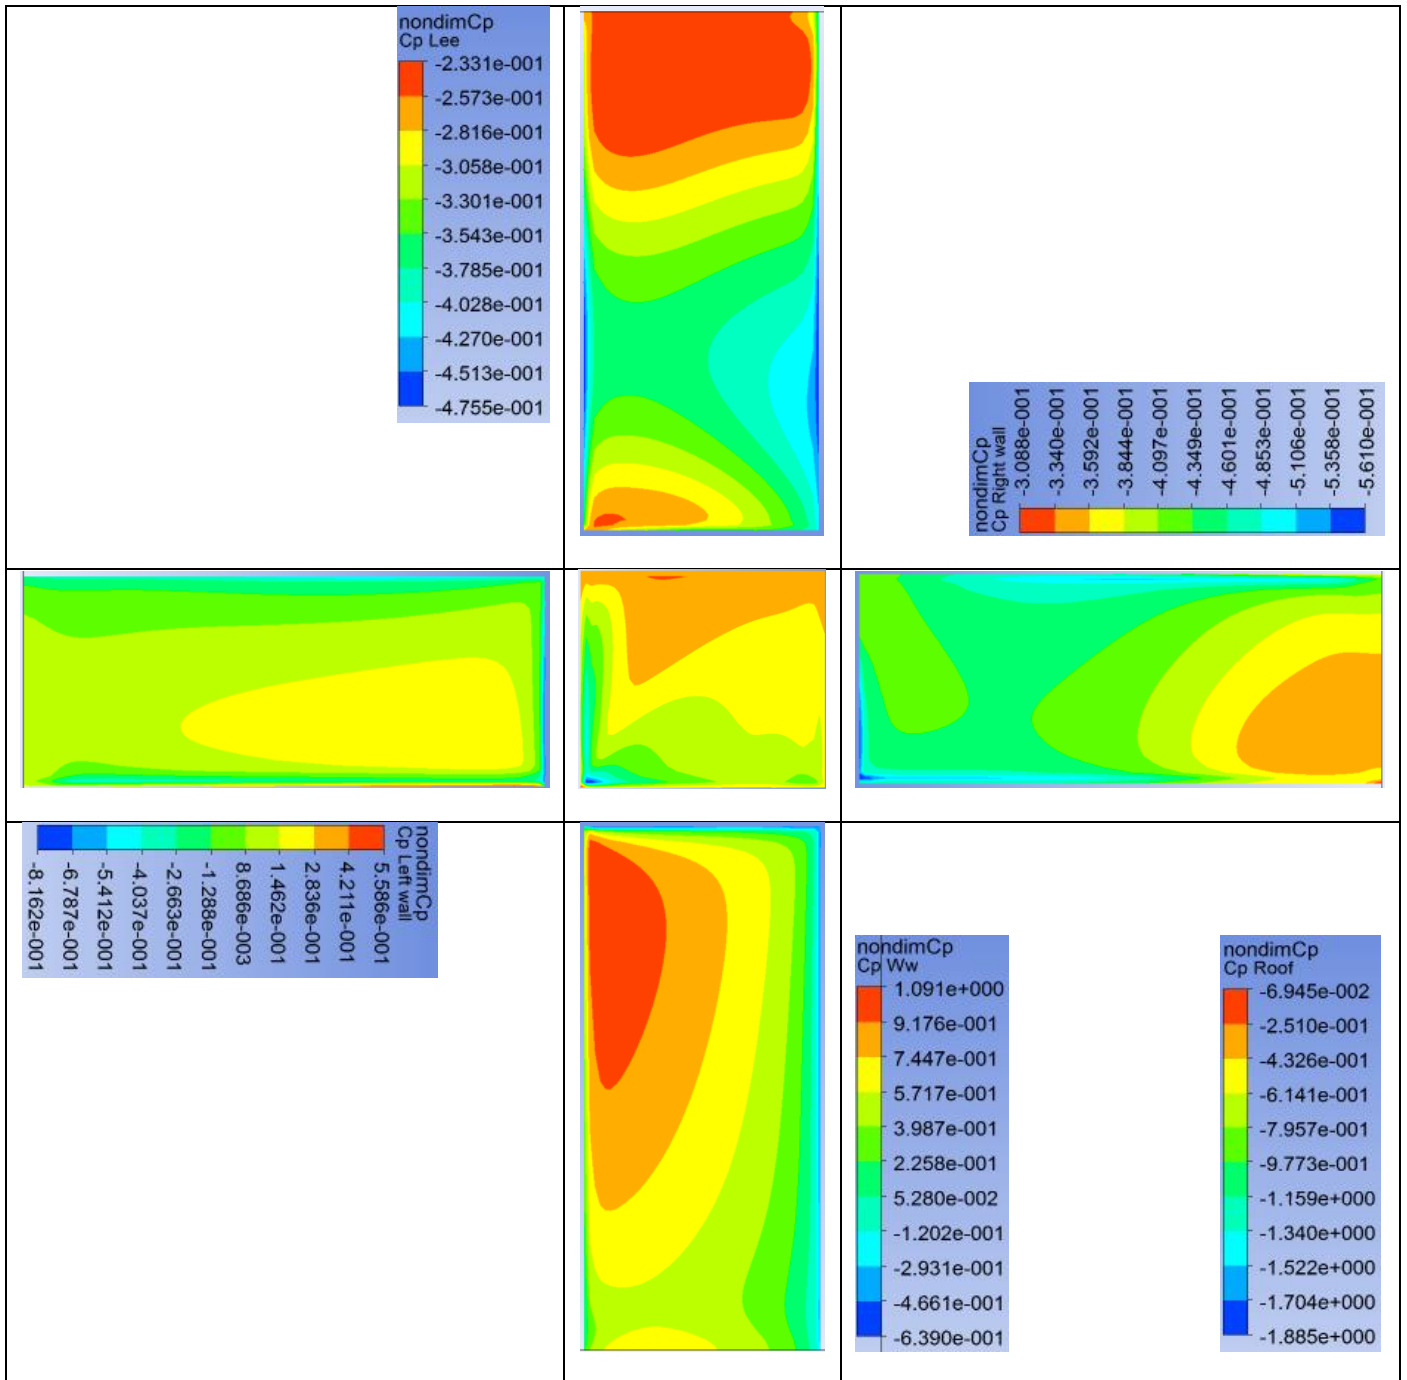 nondimCp
Cp Lee
-2.331e-001
-2.573e-001
-2.816e-001
-3.058e-001
-3.301e-001
-3.543e-001
-3.785e-001
-4.028e-001
-4.270e-001
-4.513e-001
-4.755e-001
nondimCp
Cp Right wall
-3.088e-001
-3.340e-001
-3.592e-001
-3.844e-001
-4.097e-001
-4.349e-001
-4.601e-001
-4.853e-001
-5.106e-001
-5.358e-001
-5.610e-001
nondimCp
Cp Left wall
5.586e-001
4.211e-001
2.836e-001
1.462e-001
8.686e-003
-1.288e-001
-2.663e-001
-4.037e-001
-5.412e-001
-6.787e-001
-8.162e-001
nondimCp
Cp Ww
1.091e+000
9.176e-001
7.447e-001
5.717e-001
3.987e-001
2.258e-001
5.280e-002
-1.202e-001
-2.931e-001
-4.661e-001
-6.390e-001
nondimCp
Cp Roof
-6.945e-002
-2.510e-001
-4.326e-001
-6.141e-001
-7.957e-001
-9.773e-001
-1.159e+000
-1.340e+000
-1.522e+000
-1.704e+000
-1.885e+000